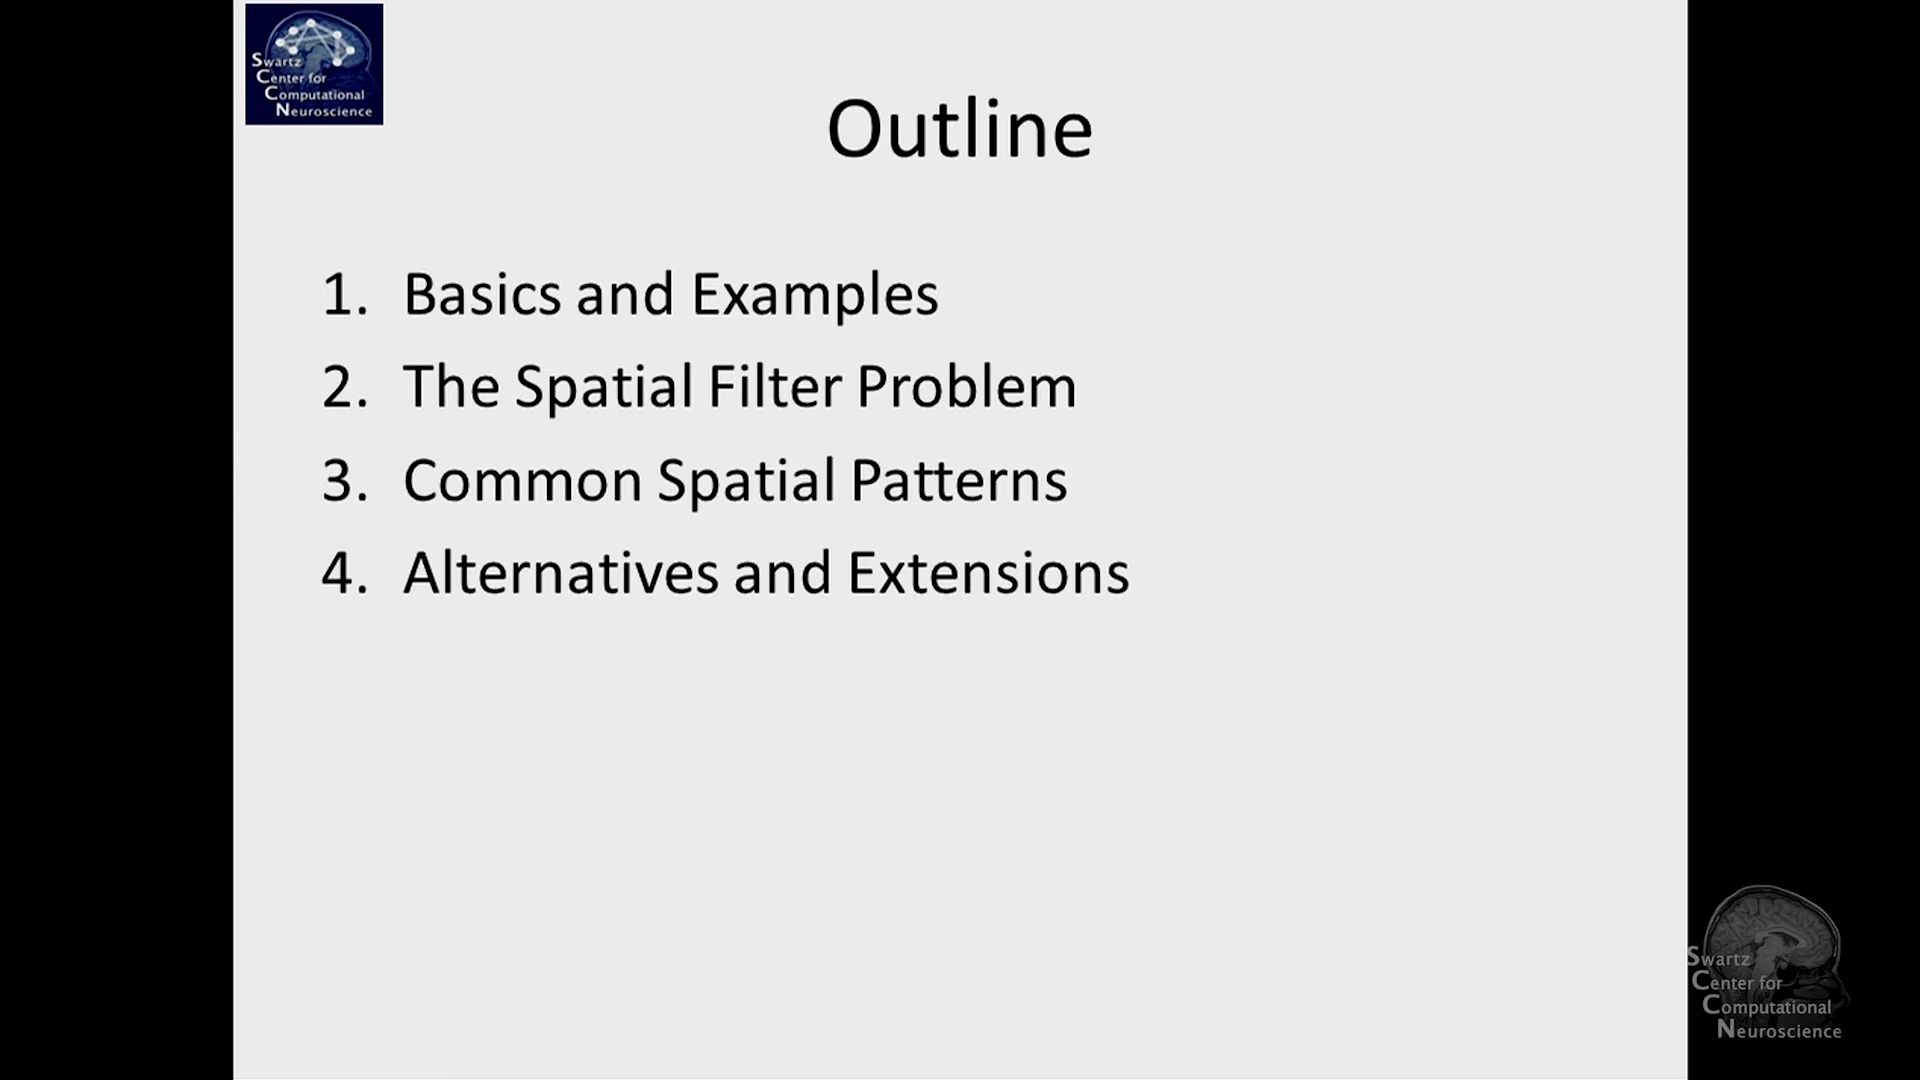 Swartz
Center for
Computational
Neuroscience
Outline
1. Basics and Examples
2. The Spatial Filter Problem
3. Common Spatial Patterns
4. Alternatives and Extensions
Swartz
Center for
Computational
Neuroscience